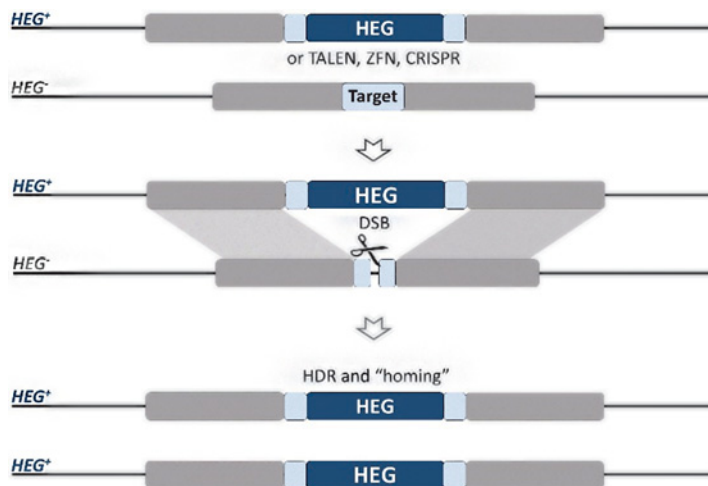 HEG⁺ HEG
or TALEN, ZFN, CRISPR
HEG⁻ Target
HEG⁺ HEG
DSB
HEG⁻
HDR and “homing”
HEG⁺ HEG
HEG⁺ HEG